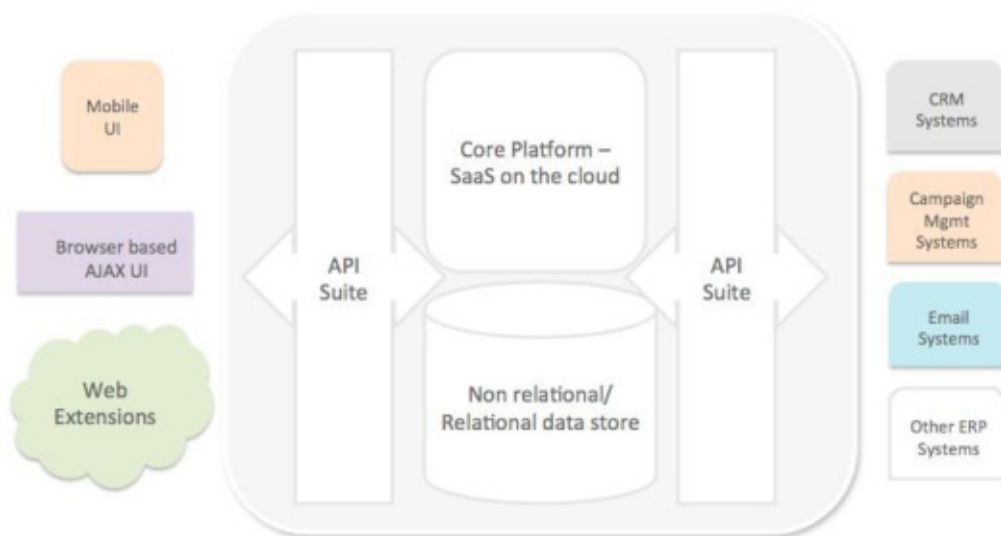 Mobile
UI
Browser based
AJAX UI
Web
Extensions
API
Suite
Core Platform –
SaaS on the cloud
Non relational/
Relational data store
API
Suite
CRM
Systems
Campaign
Mgmt
Systems
Email
Systems
Other ERP
Systems